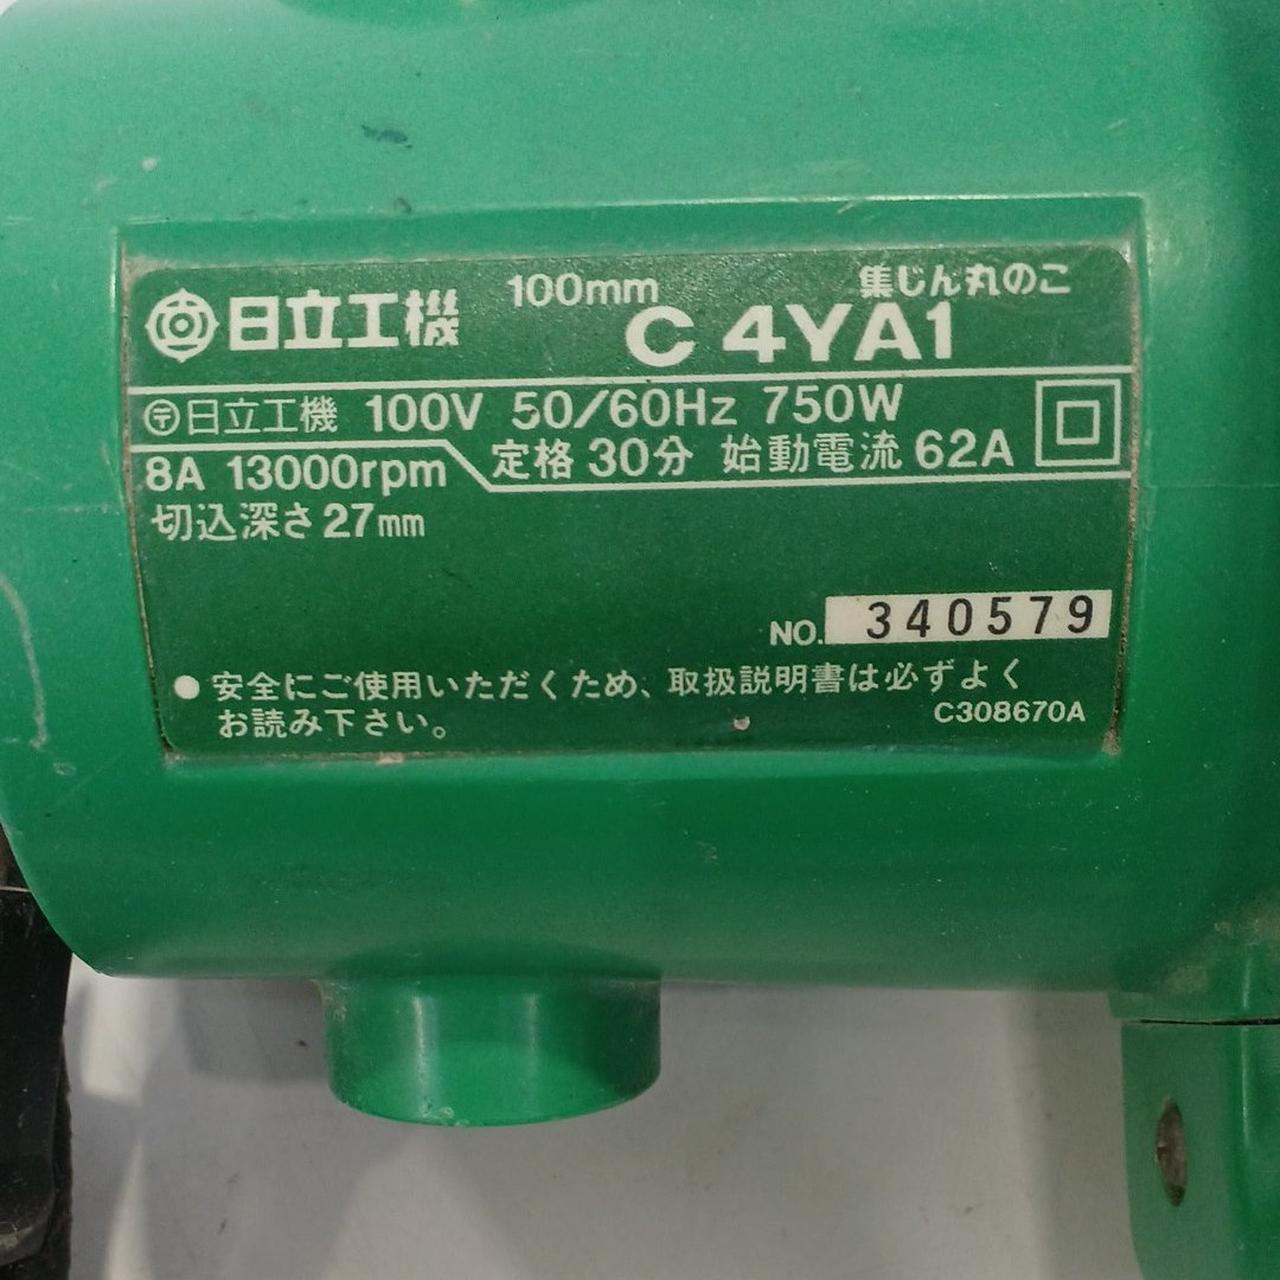 日立工機 100mm 集じん丸のこ
C 4YA1
〶日立工機 100V 50/60Hz 750W
8A 13000rpm 定格 30分 始動電流 62A
切込深さ 27mm
NO. 340579
● 安全にご使用いただくため、取扱説明書は必ずよく
お読み下さい。
C308670A